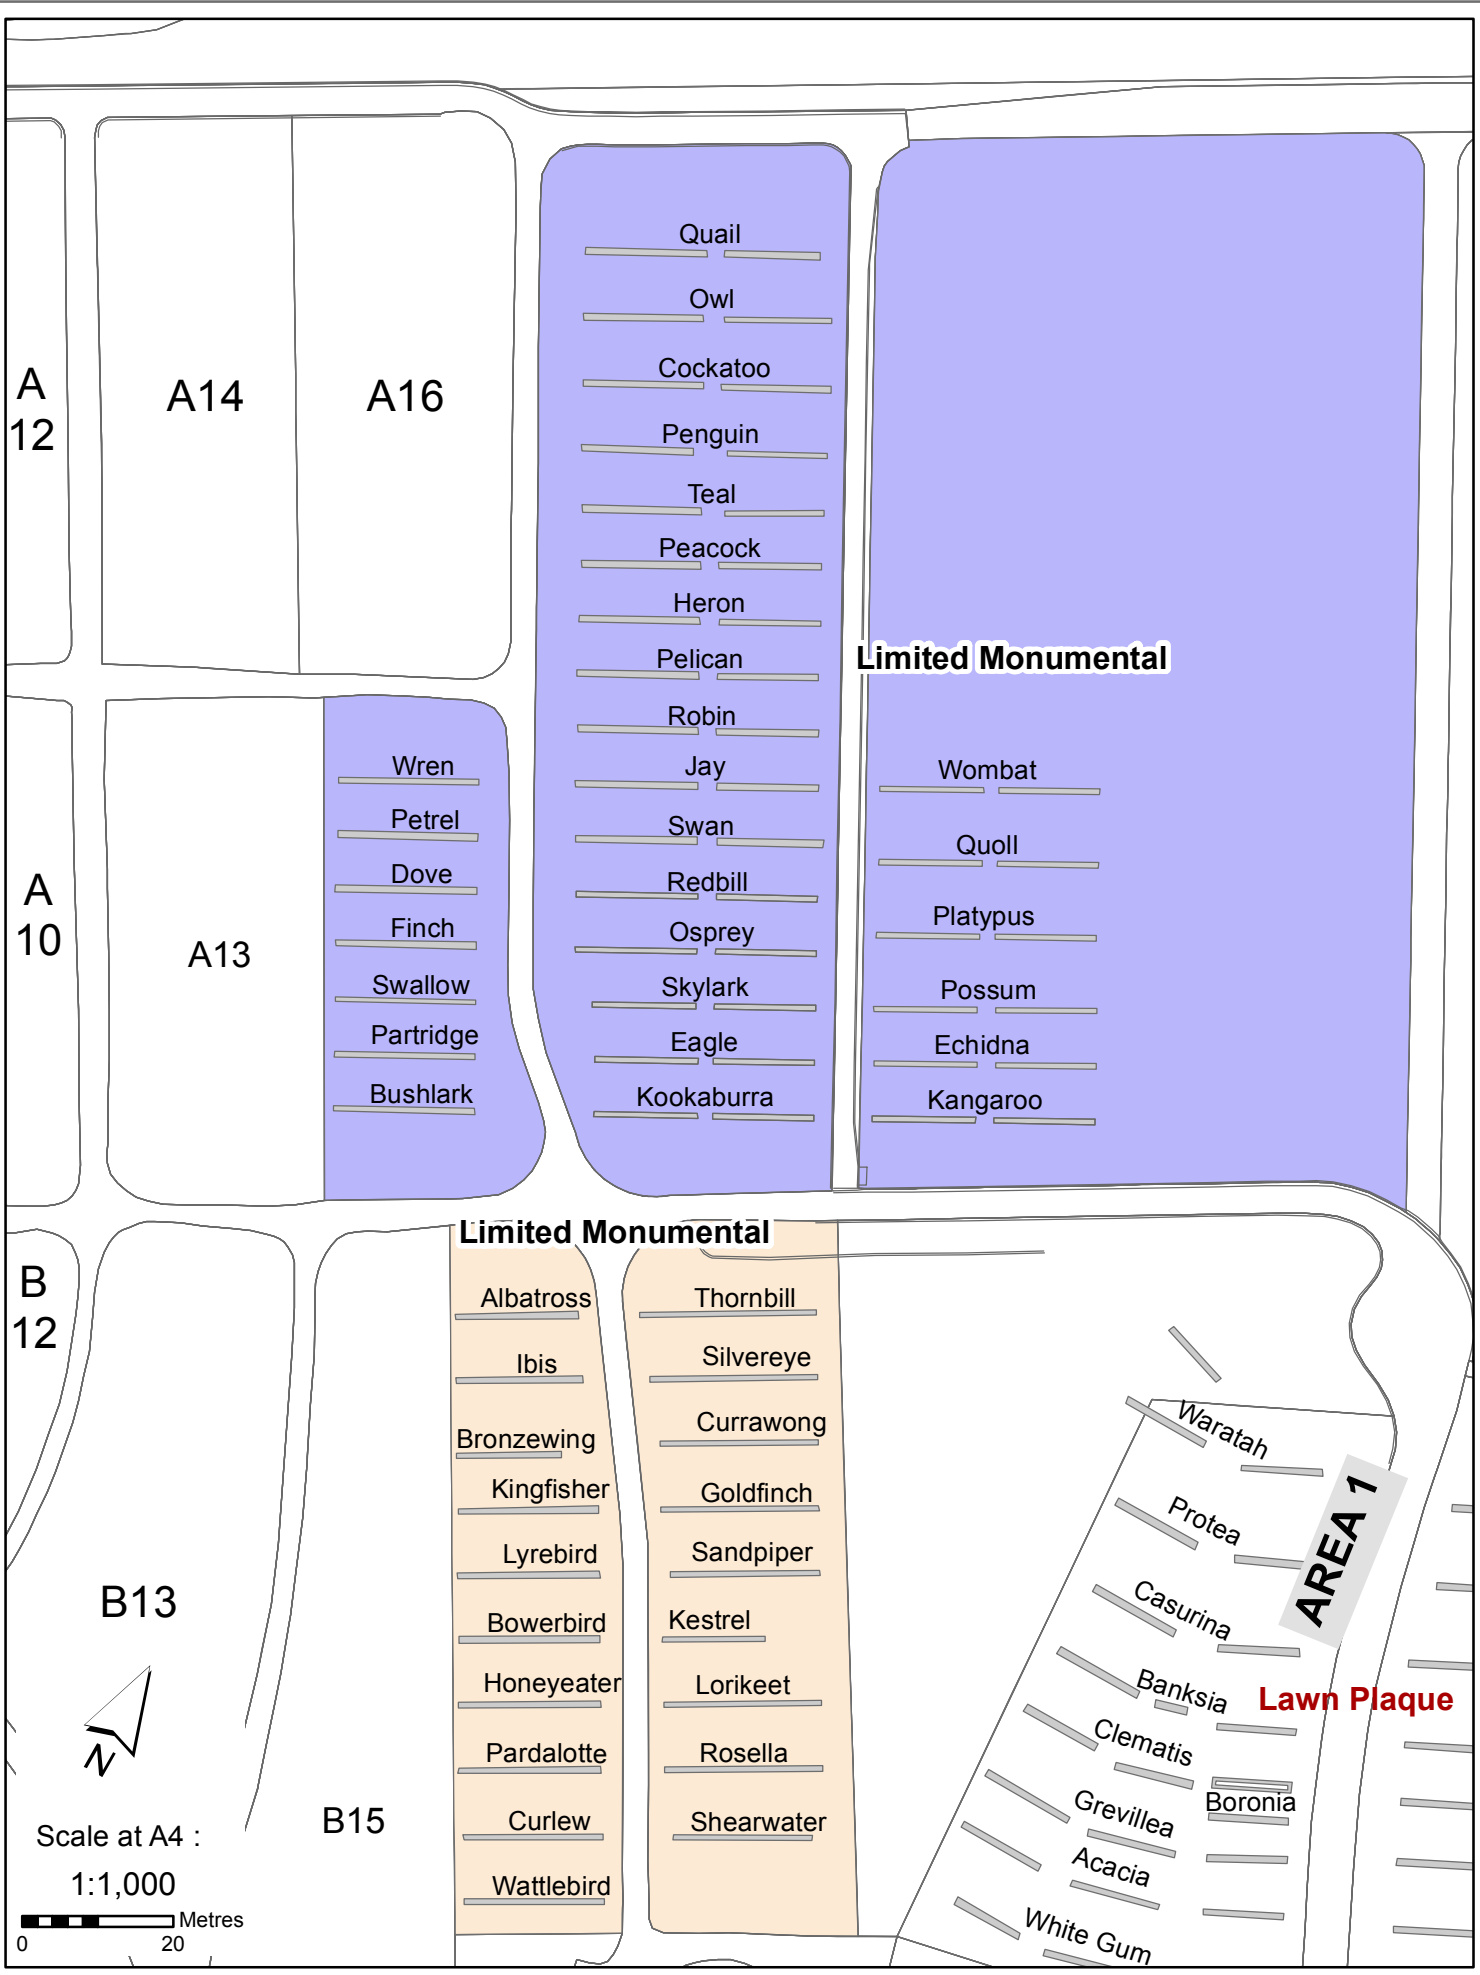 Quail
Owl
Cockatoo
Penguin
Teal
Peacock
Heron
Pelican
Robin
Jay
Swan
Redbill
Osprey
Skylark
Eagle
Kookaburra
A
12
A14
A16
Limited Monumental
Wombat
Quoll
Platypus
Possum
Echidna
Kangaroo
Wren
Petrel
Dove
Finch
Swallow
Partridge
Bushlark
A
10
A13
Limited Monumental
B
12
Albatross
Ibis
Bronzewing
Kingfisher
Lyrebird
Bowerbird
Honeyeater
Pardalotte
Curlew
Wattlebird
Thornbill
Silvereye
Currawong
Goldfinch
Sandpiper
Kestrel
Lorikeet
Rosella
Shearwater
Waratah
Protea
Casurina
Banksia
Clematis
Boronia
Grevillea
Acacia
White Gum
AREA 1
Lawn Plaque
B13
B15
N
Scale at A4 :
1:1,000
Metres
0 20